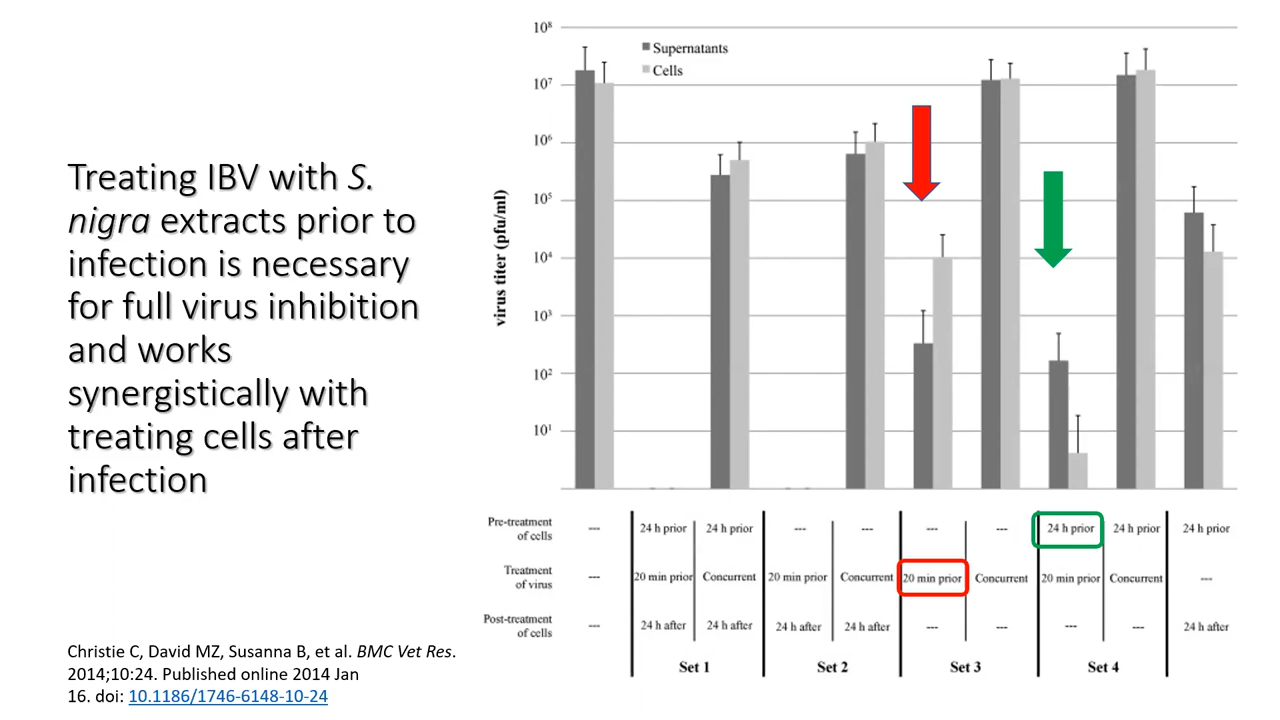 Treating IBV with S.
nigra extracts prior to
infection is necessary
for full virus inhibition
and works
synergistically with
treating cells after
infection
Christie C, David MZ, Susanna B, et al. BMC Vet Res.
2014;10:24. Published online 2014 Jan
16. doi: 10.1186/1746-6148-10-24
virus titer (pfu/ml)
10⁸
10⁷
10⁶
10⁵
10⁴
10³
10²
10¹
Supernatants
Cells
Pre-treatment
of cells
--- 24 h prior 24 h prior --- --- --- --- 24 h prior 24 h prior 24 h prior
Treatment
of virus
--- 20 min prior Concurrent 20 min prior Concurrent 20 min prior Concurrent 20 min prior Concurrent ---
Post-treatment
of cells
--- 24 h after 24 h after 24 h after 24 h after --- --- --- --- 24 h after
Set 1 Set 2 Set 3 Set 4